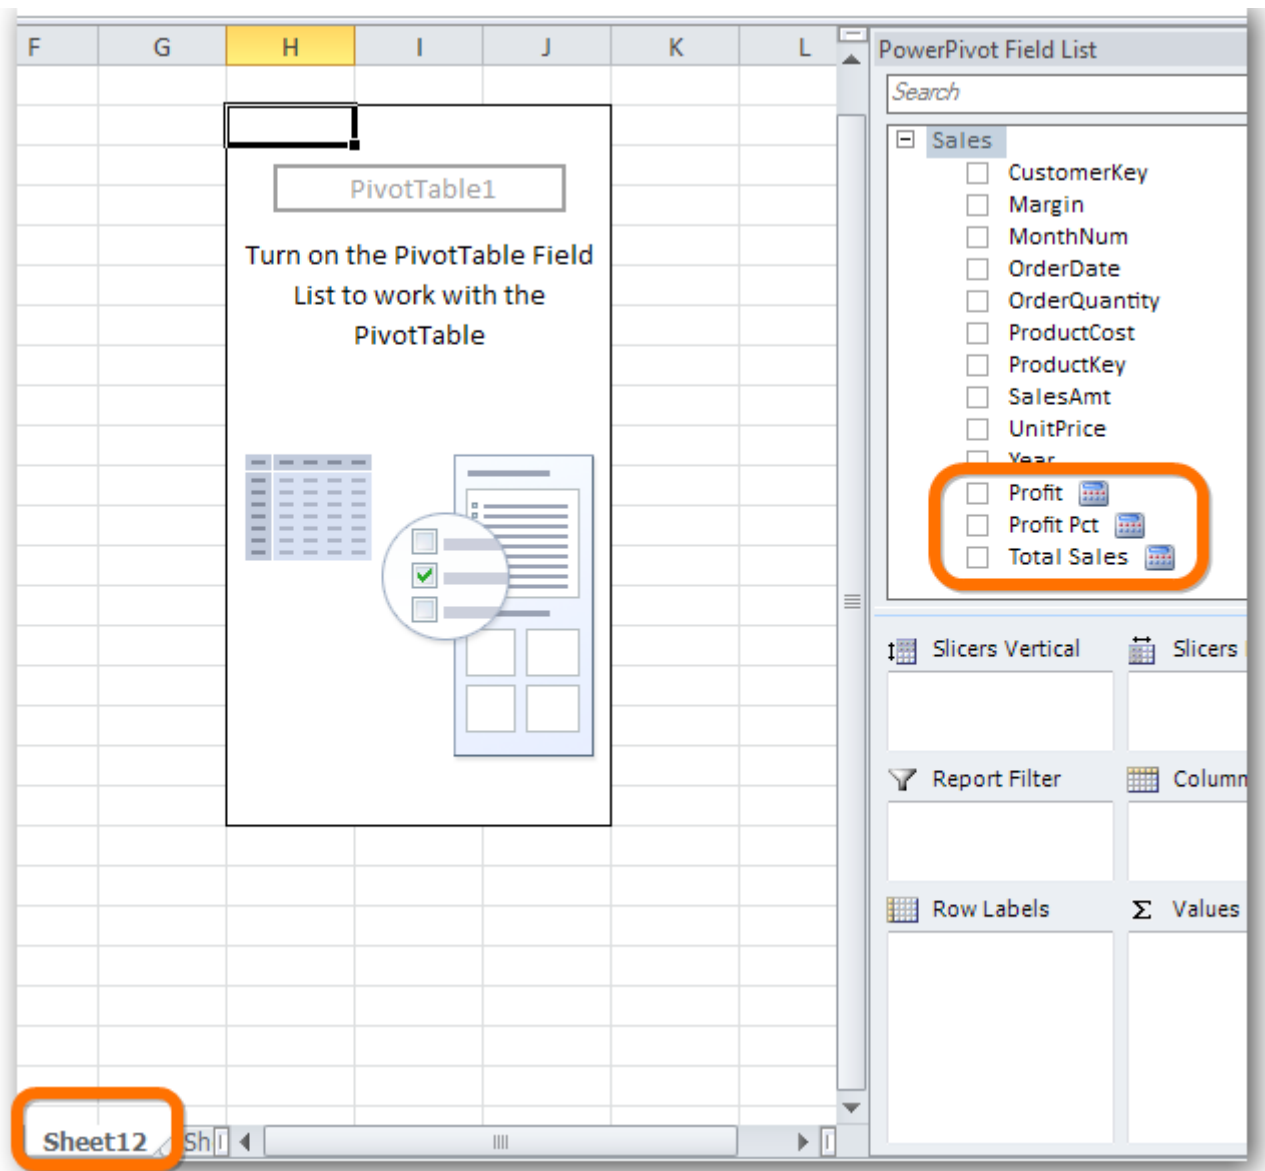 F G H I J K L
PowerPivot Field List
Search
Sales
CustomerKey
Margin
MonthNum
OrderDate
OrderQuantity
ProductCost
ProductKey
SalesAmt
UnitPrice
Year
Profit
Profit Pct
Total Sales
PivotTable1
Turn on the PivotTable Field
List to work with the
PivotTable
Slicers Vertical
Slicers
Report Filter
Column
Row Labels
Σ Values
Sheet12
Sh